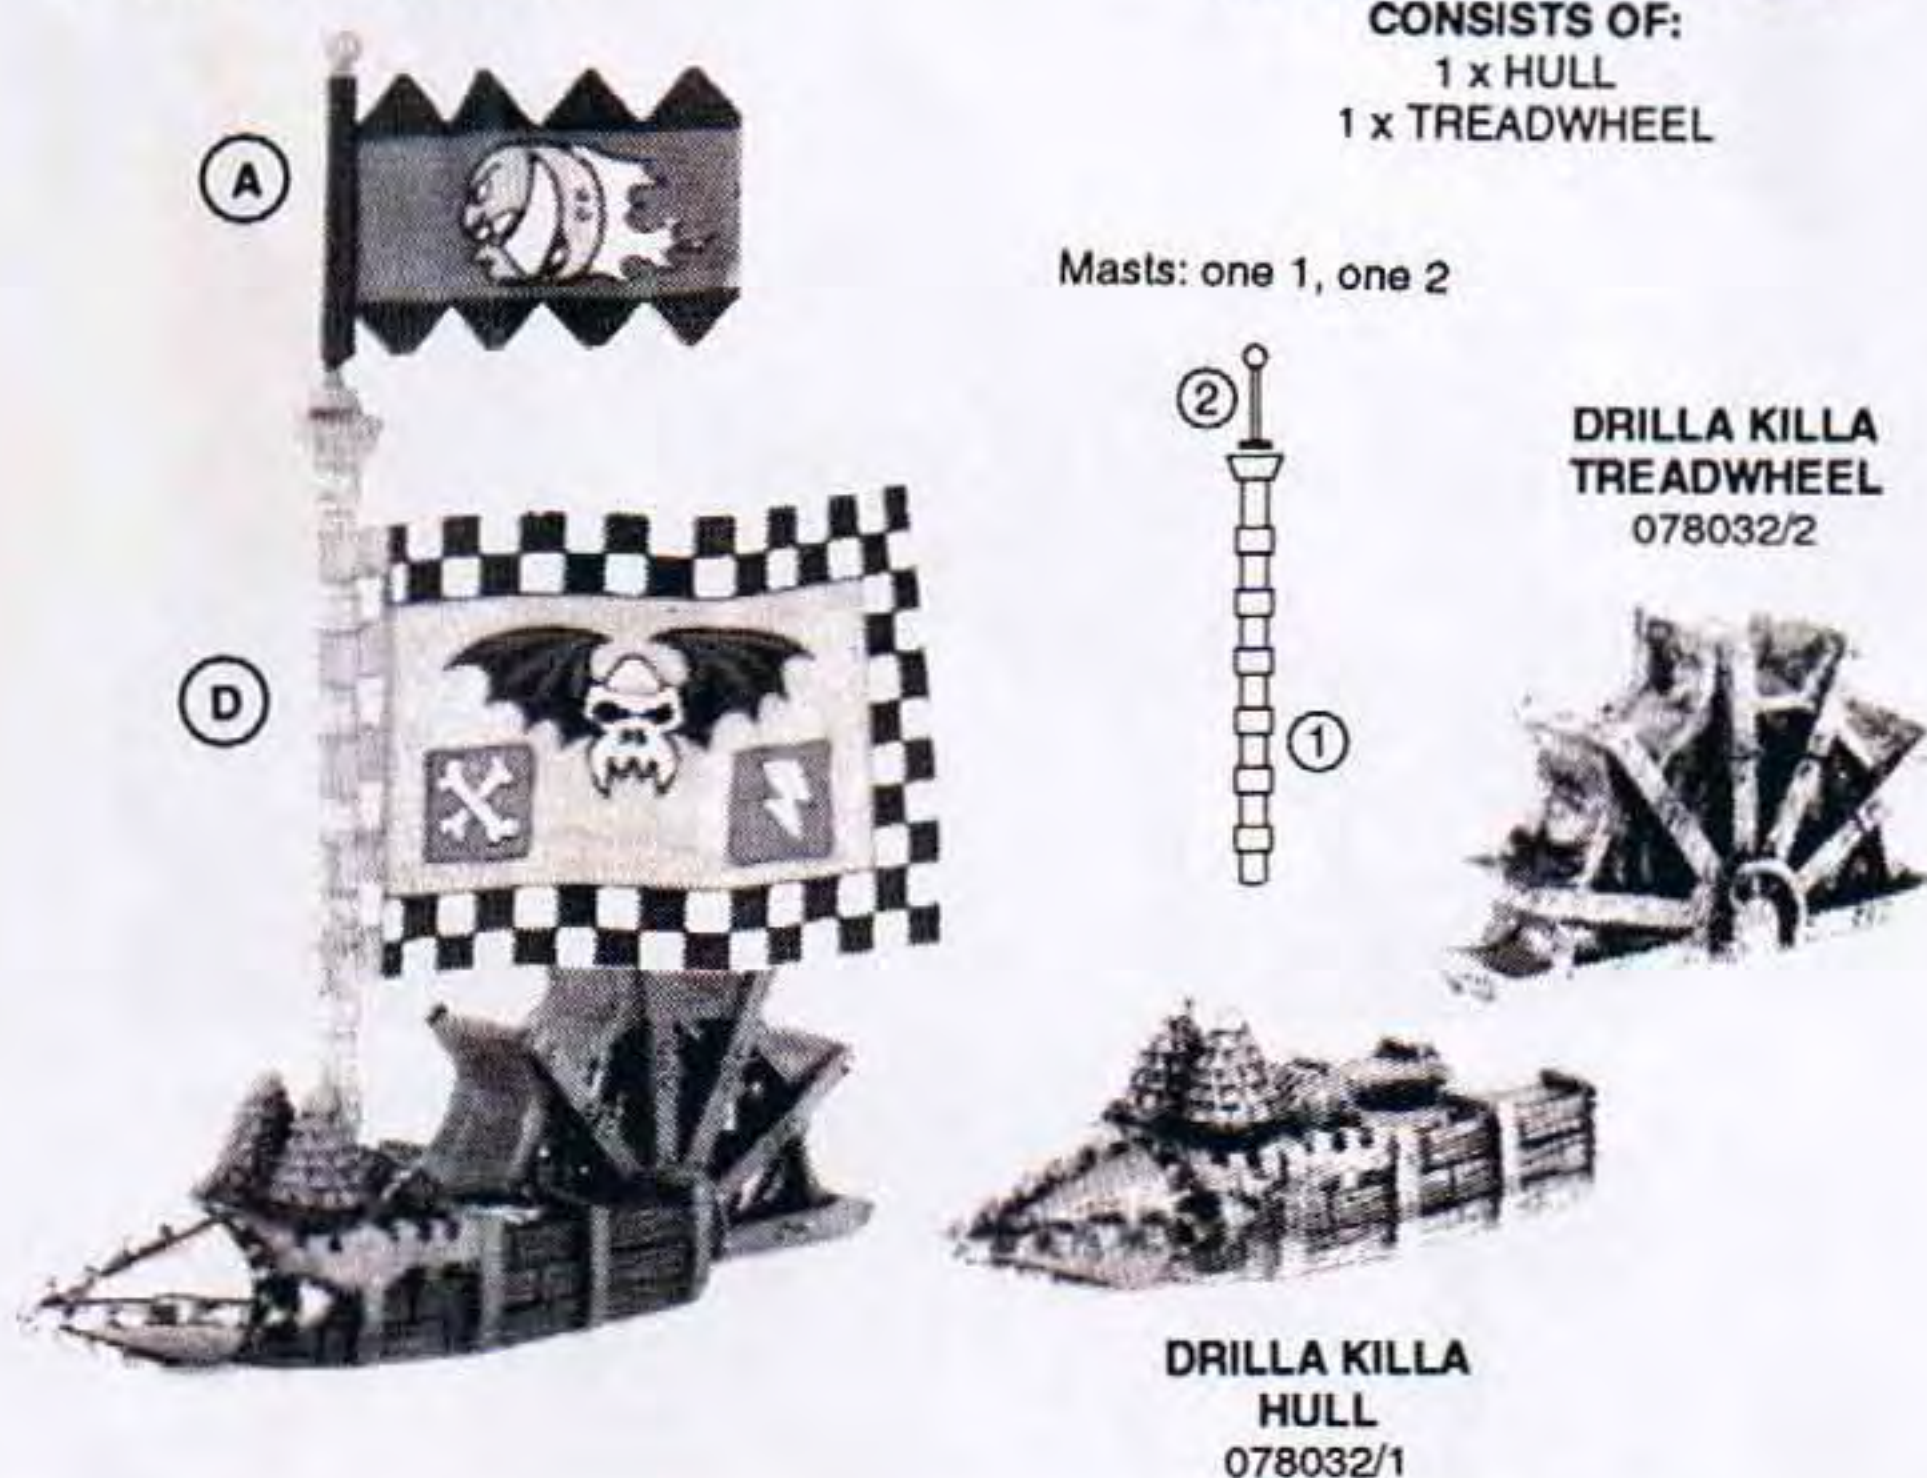 CONSISTS OF:
1 x HULL
1 x TREADWHEEL
A
Masts: one 1, one 2
2
DRILLA KILLA
TREADWHEEL
078032/2
D
1
DRILLA KILLA
HULL
078032/1